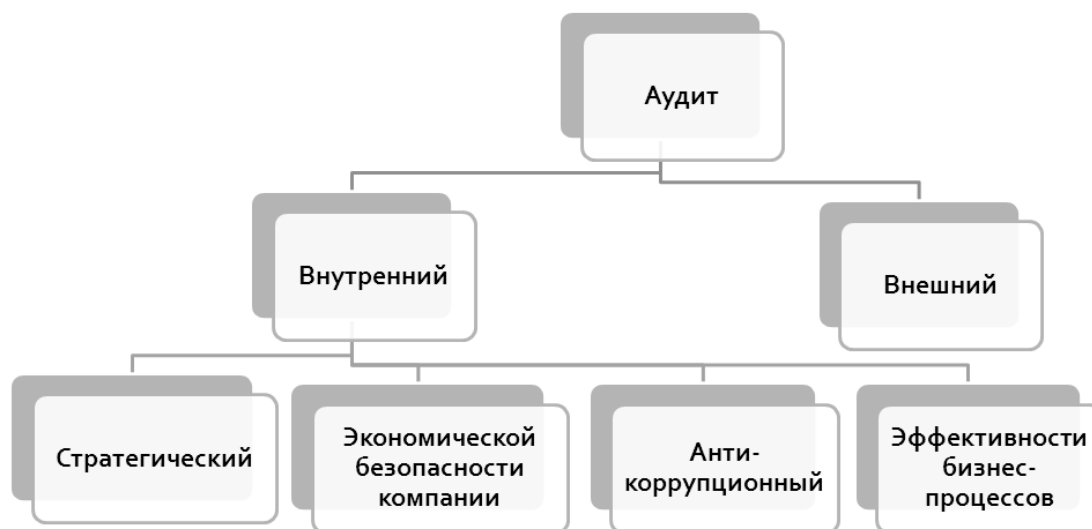 Аудит
Внутренний
Внешний
Стратегический
Экономической
безопасности
компании
Анти-
коррупционный
Эффективности
бизнес-
процессов